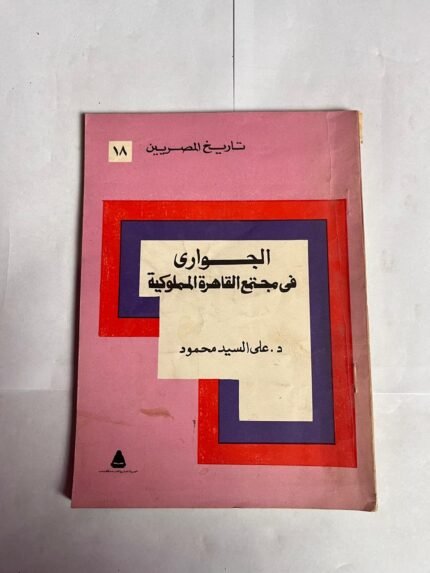 تاريخ المصريين
١٨
الجوارى
فى مجتمع القاهرة المملوكية
د. على السيد محمود